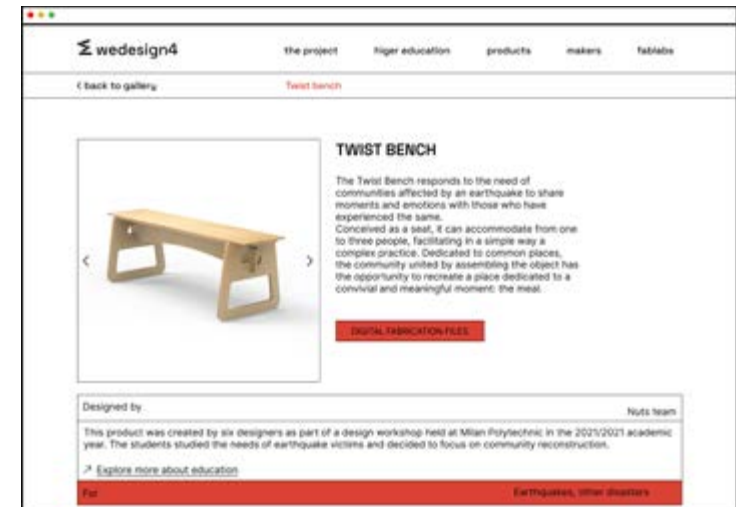 wedesign4
the project higer education products makers fablabs
< back to gallery Twist bench
TWIST BENCH
The Twist Bench responds to the need of
communities affected by an earthquake to share
moments and emotions with those who have
experienced the same.
Conceived as a seat, it can accommodate from one
to three people, facilitating in a simple way a
complex practice. Dedicated to common places,
the community united by assembling the object has
the opportunity to recreate a place dedicated to a
convivial and meaningful moment: the meal.
DIGITAL FABRICATION FILES
Designed by Nuts team
This product was created by six designers as part of a design workshop held at Milan Polytechnic in the 2021/2021 academic
year. The students studied the needs of earthquake victims and decided to focus on community reconstruction.
↗ Explore more about education
For Earthquakes, other disasters